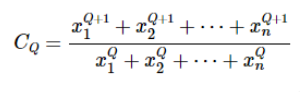 C_Q = \frac{x_1^{Q+1} + x_2^{Q+1} + \cdots + x_n^{Q+1}}{x_1^Q + x_2^Q + \cdots + x_n^Q}